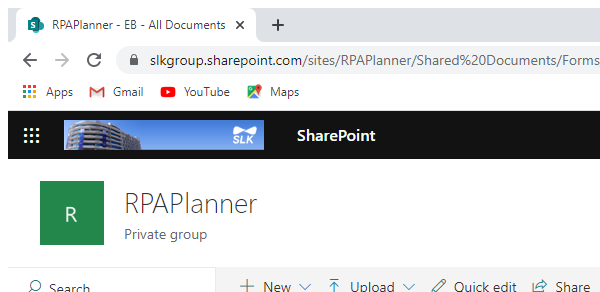 RPAPlanner - EB - All Documents
slkgroup.sharepoint.com/sites/RPAPlanner/Shared%20Documents/Forms
Apps Gmail YouTube Maps
SLK SharePoint
R RPAPlanner
Private group
Search New Upload Quick edit Share